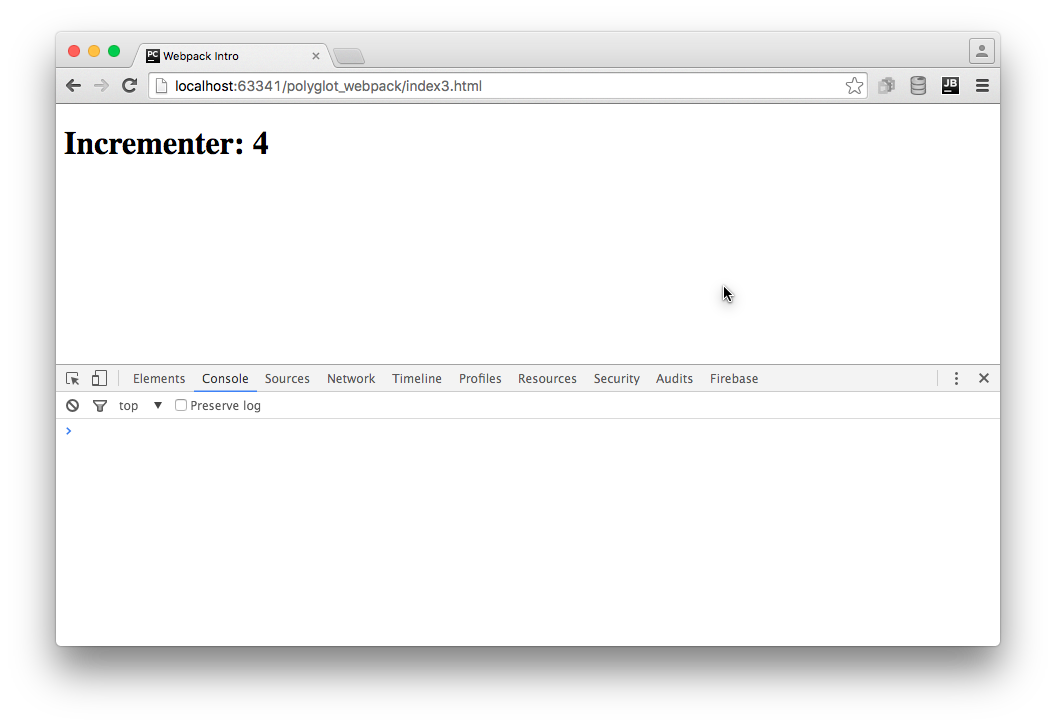 PC Webpack Intro
localhost:63341/polyglot_webpack/index3.html
JB
Incrementer: 4
Elements Console Sources Network Timeline Profiles Resources Security Audits Firebase
top Preserve log